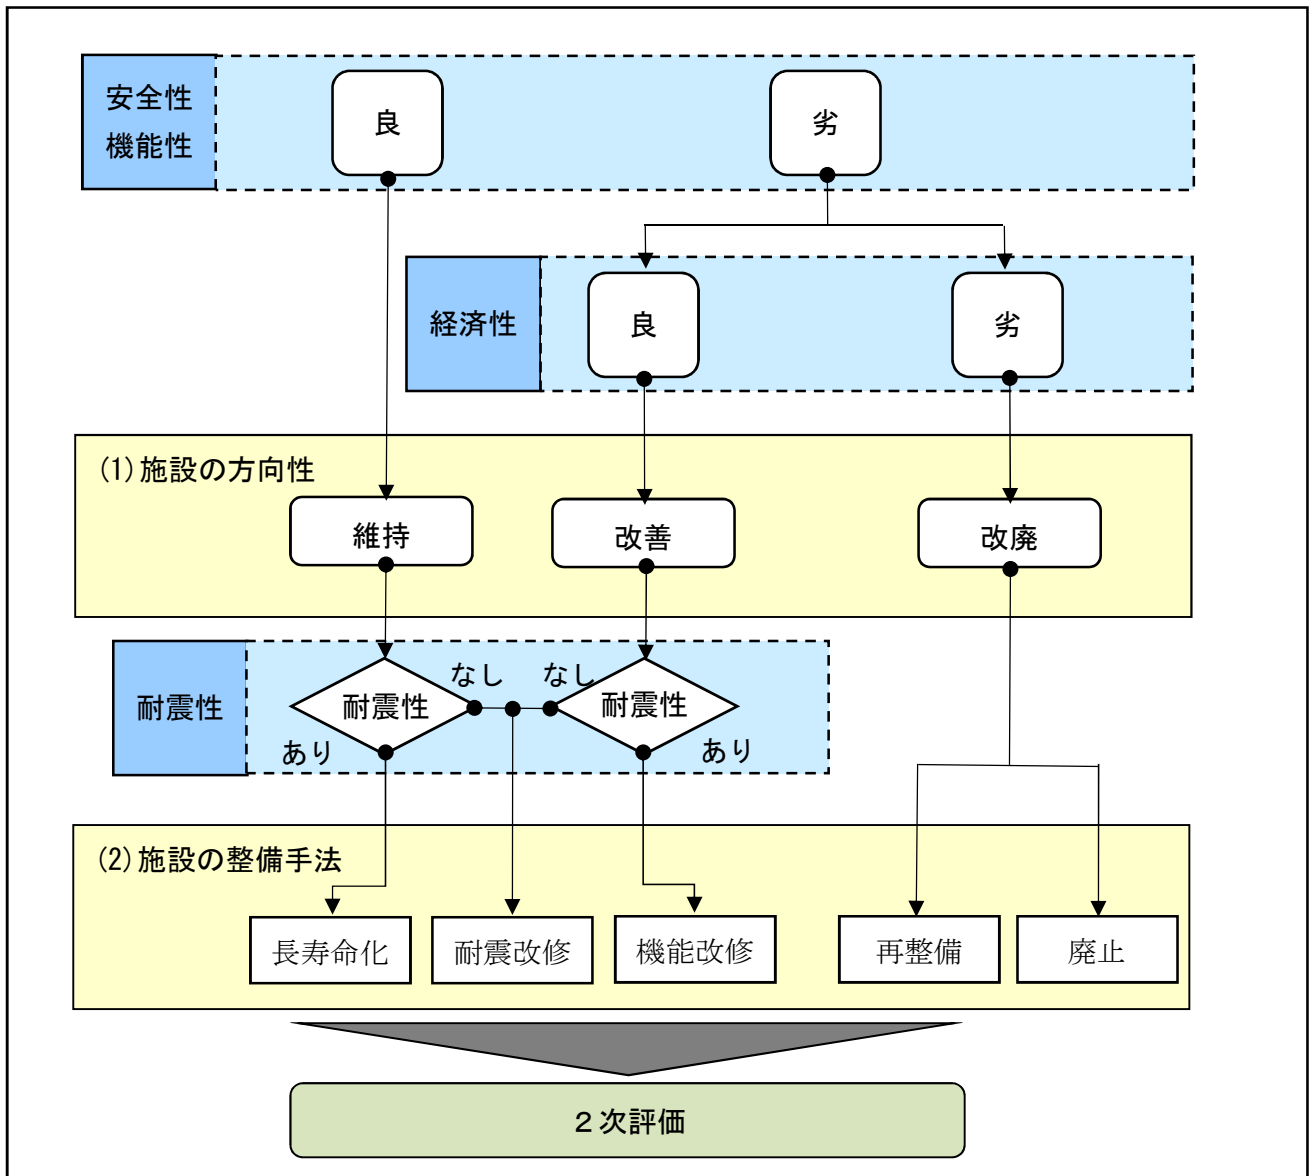 安全性
機能性
良
劣
経済性
良
劣
(1)施設の方向性
維持
改善
改廃
耐震性
耐震性
なし
なし
耐震性
あり
あり
(2)施設の整備手法
長寿命化
耐震改修
機能改修
再整備
廃止
２次評価